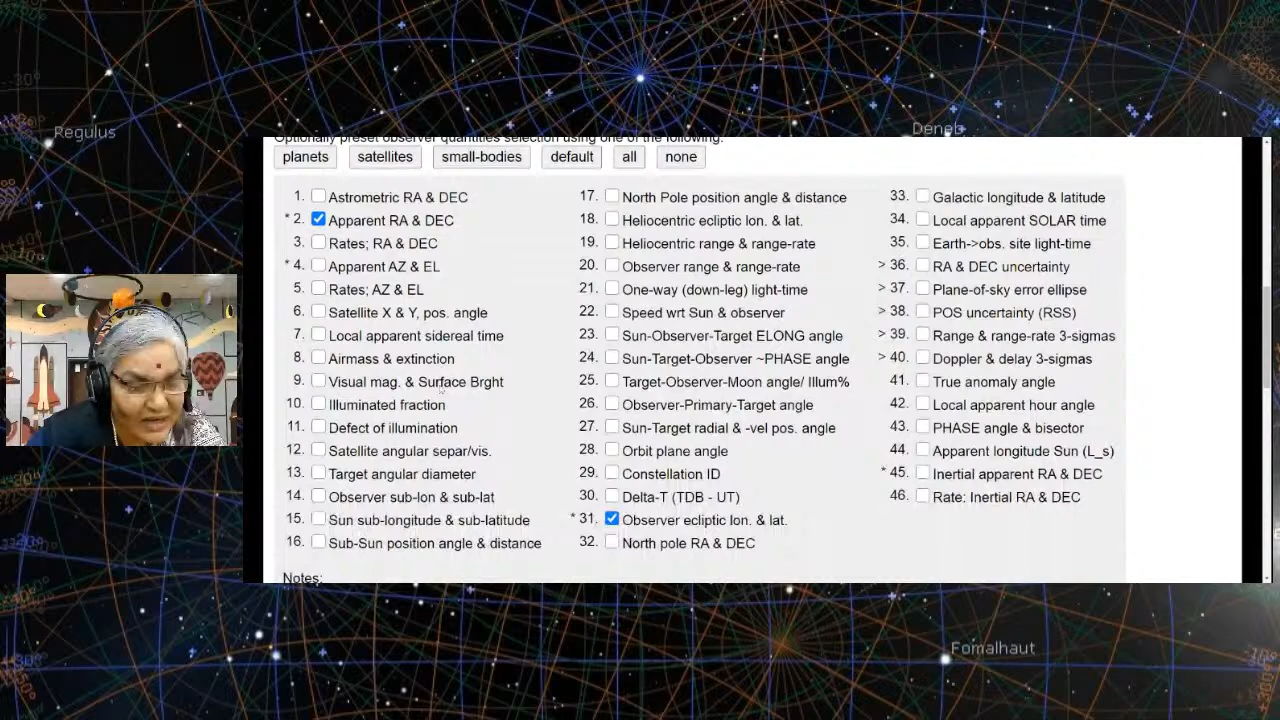 Regulus
Deneb
Optionally preset observer quantities selection using one of the following:
planets satellites small-bodies default all none
1. Astrometric RA & DEC
* 2. Apparent RA & DEC
3. Rates; RA & DEC
* 4. Apparent AZ & EL
5. Rates; AZ & EL
6. Satellite X & Y, pos. angle
7. Local apparent sidereal time
8. Airmass & extinction
9. Visual mag. & Surface Brght
10. Illuminated fraction
11. Defect of illumination
12. Satellite angular separ/vis.
13. Target angular diameter
14. Observer sub-lon & sub-lat
15. Sun sub-longitude & sub-latitude
16. Sub-Sun position angle & distance
17. North Pole position angle & distance
18. Heliocentric ecliptic lon. & lat.
19. Heliocentric range & range-rate
20. Observer range & range-rate
21. One-way (down-leg) light-time
22. Speed wrt Sun & observer
23. Sun-Observer-Target ELONG angle
24. Sun-Target-Observer ~PHASE angle
25. Target-Observer-Moon angle/ Illum%
26. Observer-Primary-Target angle
27. Sun-Target radial & -vel pos. angle
28. Orbit plane angle
29. Constellation ID
30. Delta-T (TDB - UT)
* 31. Observer ecliptic lon. & lat.
32. North pole RA & DEC
33. Galactic longitude & latitude
34. Local apparent SOLAR time
35. Earth->obs. site light-time
> 36. RA & DEC uncertainty
> 37. Plane-of-sky error ellipse
> 38. POS uncertainty (RSS)
> 39. Range & range-rate 3-sigmas
> 40. Doppler & delay 3-sigmas
41. True anomaly angle
42. Local apparent hour angle
43. PHASE angle & bisector
44. Apparent longitude Sun (L_s)
* 45. Inertial apparent RA & DEC
46. Rate: Inertial RA & DEC
Notes:
Fomalhaut